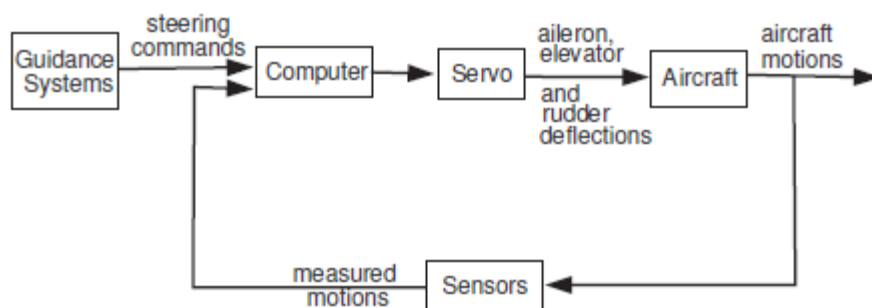 steering
commands
Guidance
Systems
Computer
Servo
aileron,
elevator
and
rudder
deflections
Aircraft
aircraft
motions
measured
motions
Sensors